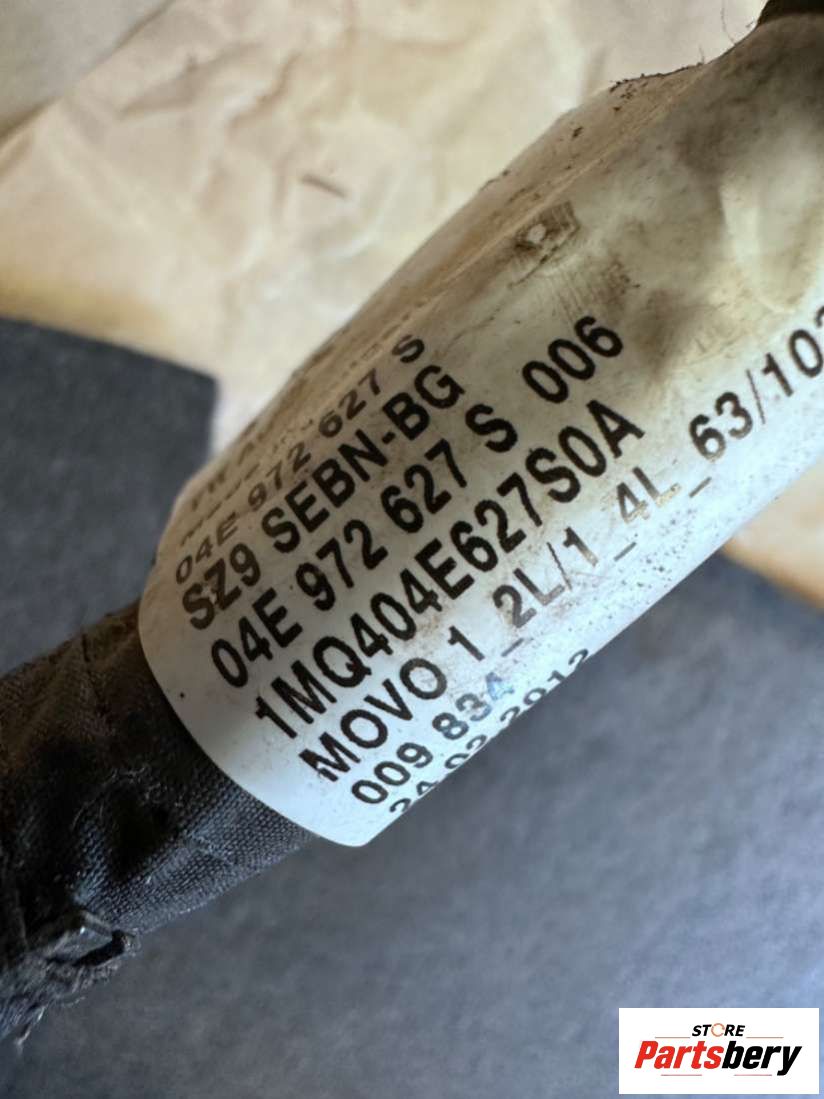 04E 972 627 S
SZ9 SEBN-BG
04E 972 627 S 006
1MQ404E627S0A
MOVO 1_2L/1_4L_63/103
009 834
STORE
Partsbery